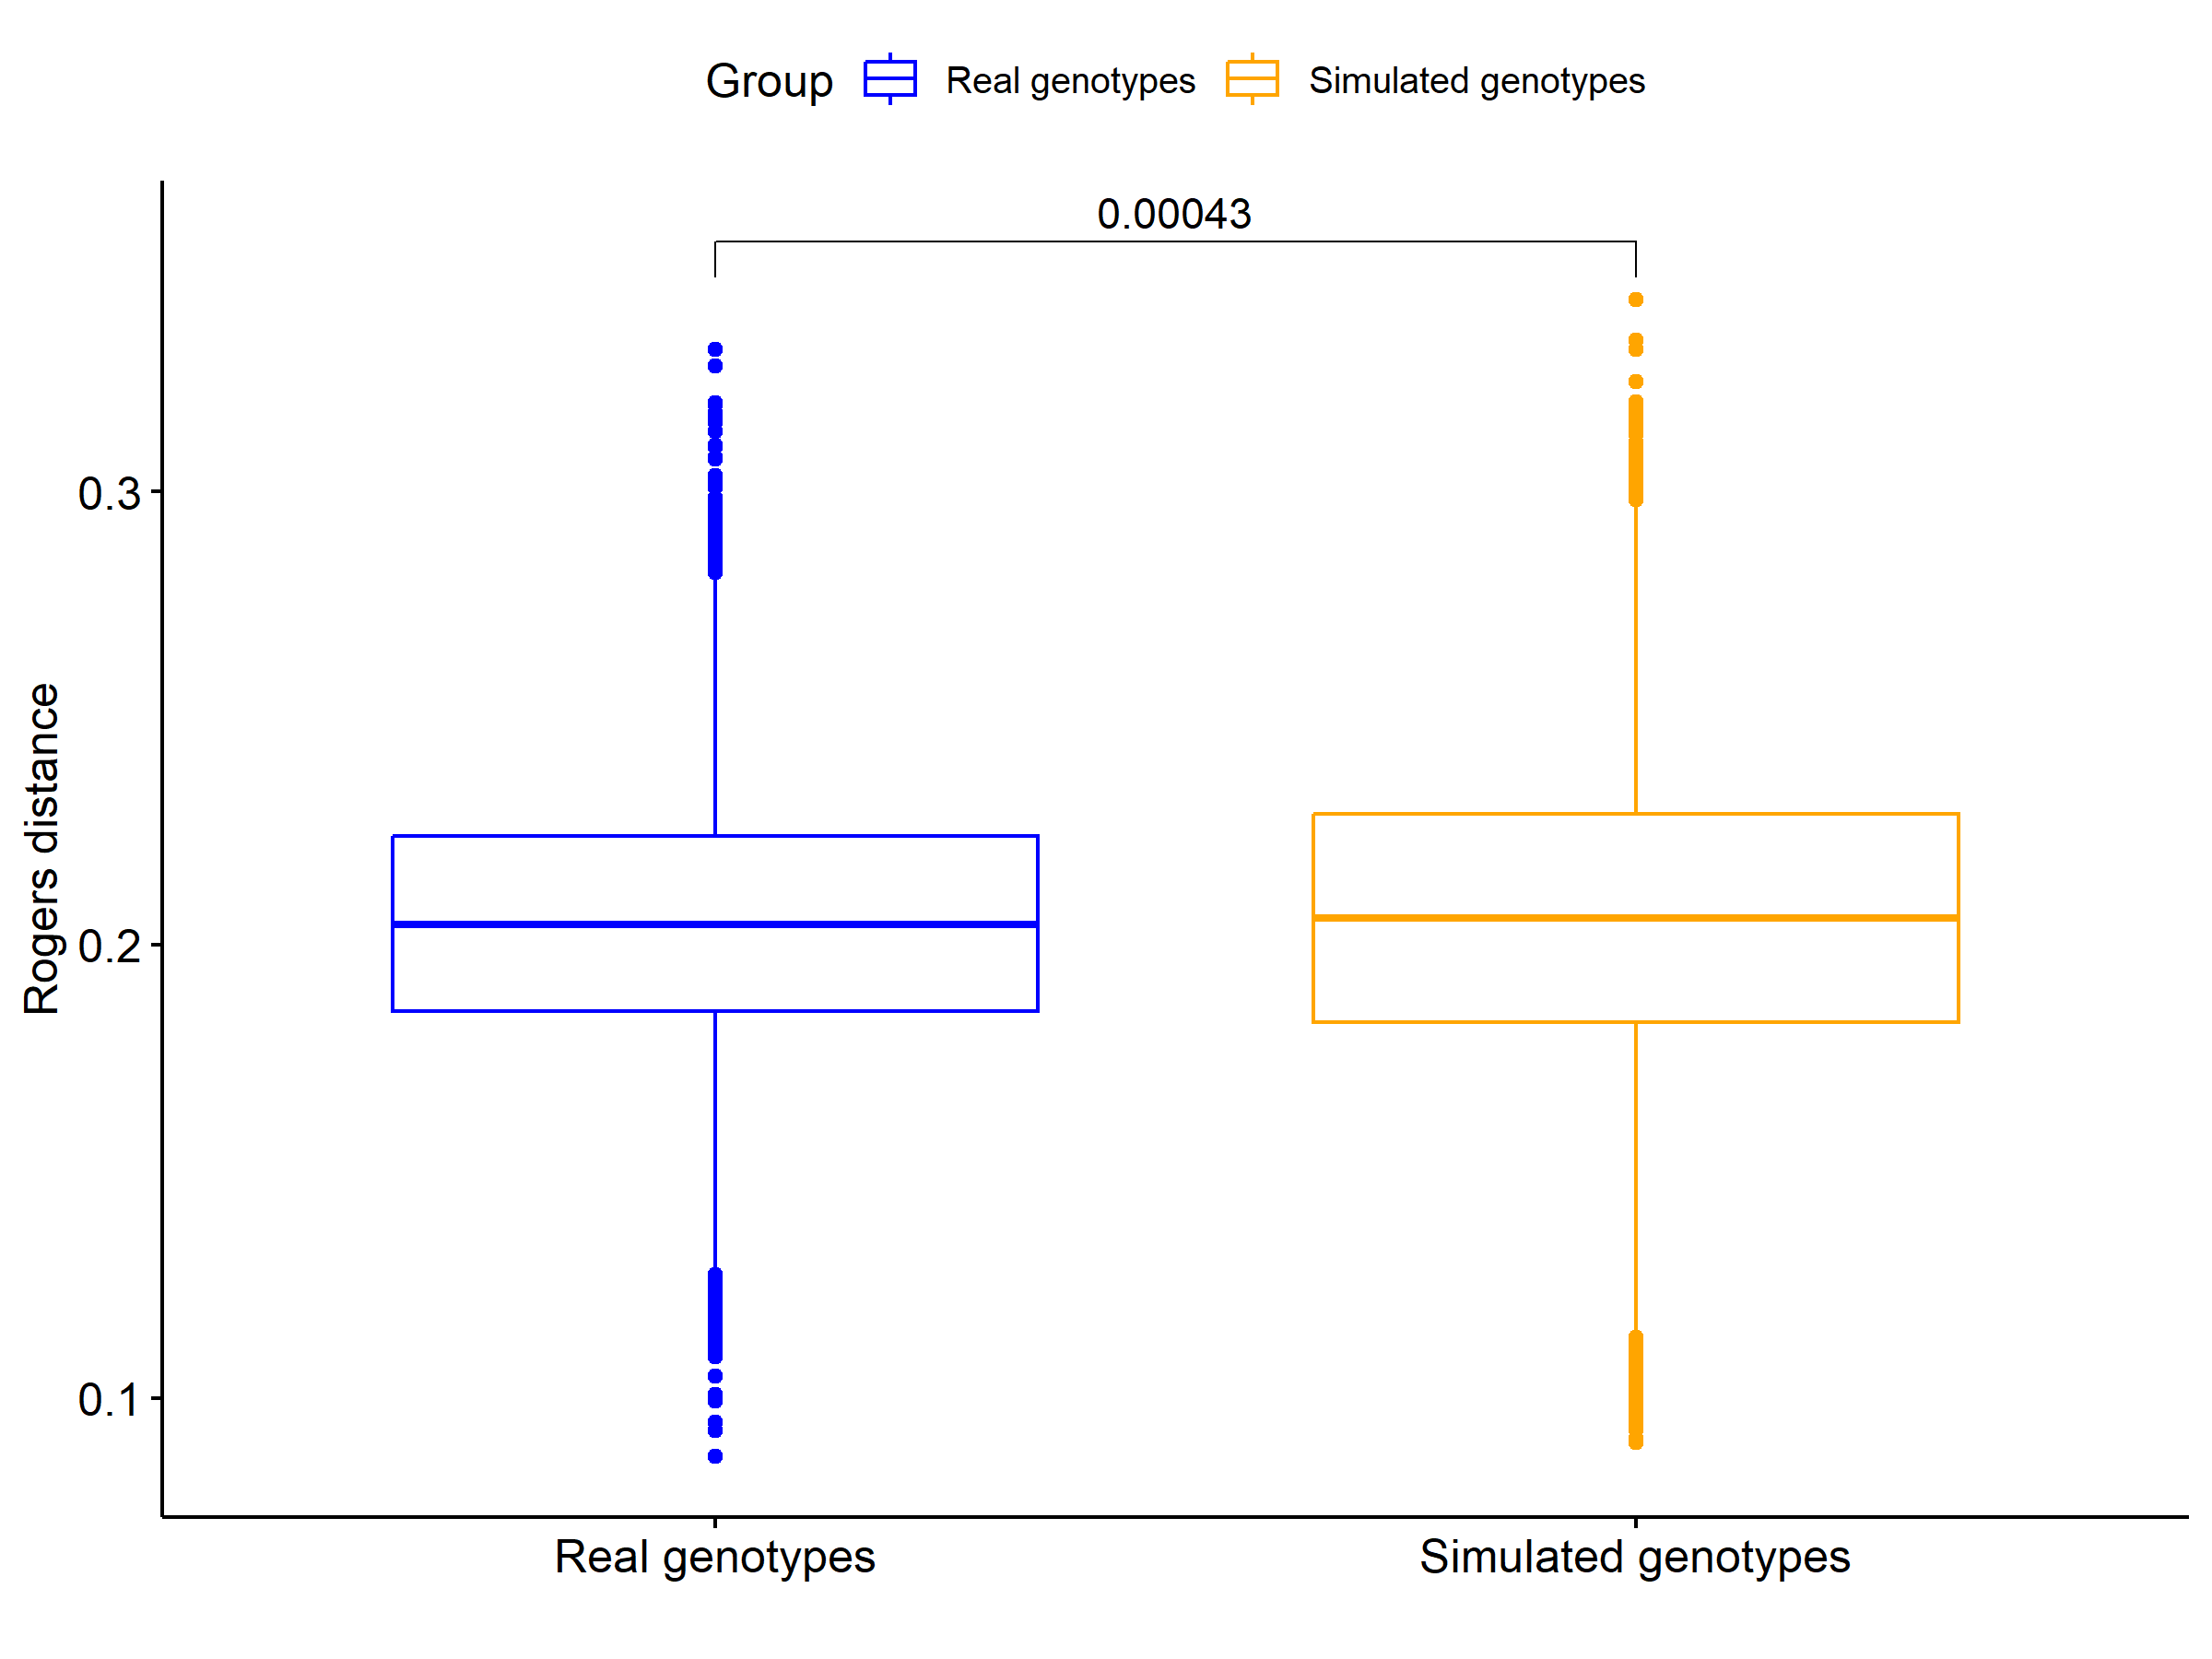 Group Real genotypes Simulated genotypes
0.00043
0.3
0.2
0.1
Rogers distance
Real genotypes Simulated genotypes